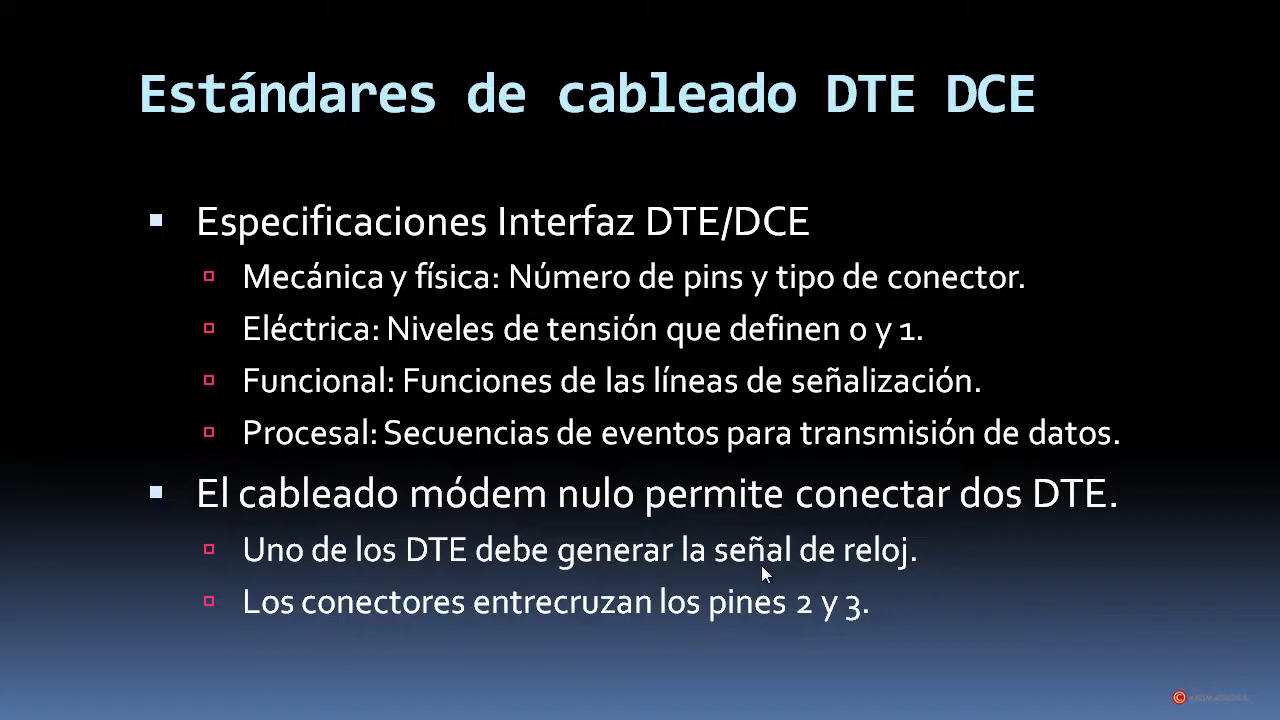 Estándares de cableado DTE DCE
Especificaciones Interfaz DTE/DCE
Mecánica y física: Número de pins y tipo de conector.
Eléctrica: Niveles de tensión que definen 0 y 1.
Funcional: Funciones de las líneas de señalización.
Procesal: Secuencias de eventos para transmisión de datos.
El cableado módem nulo permite conectar dos DTE.
Uno de los DTE debe generar la señal de reloj.
Los conectores entrecruzan los pines 2 y 3.
©